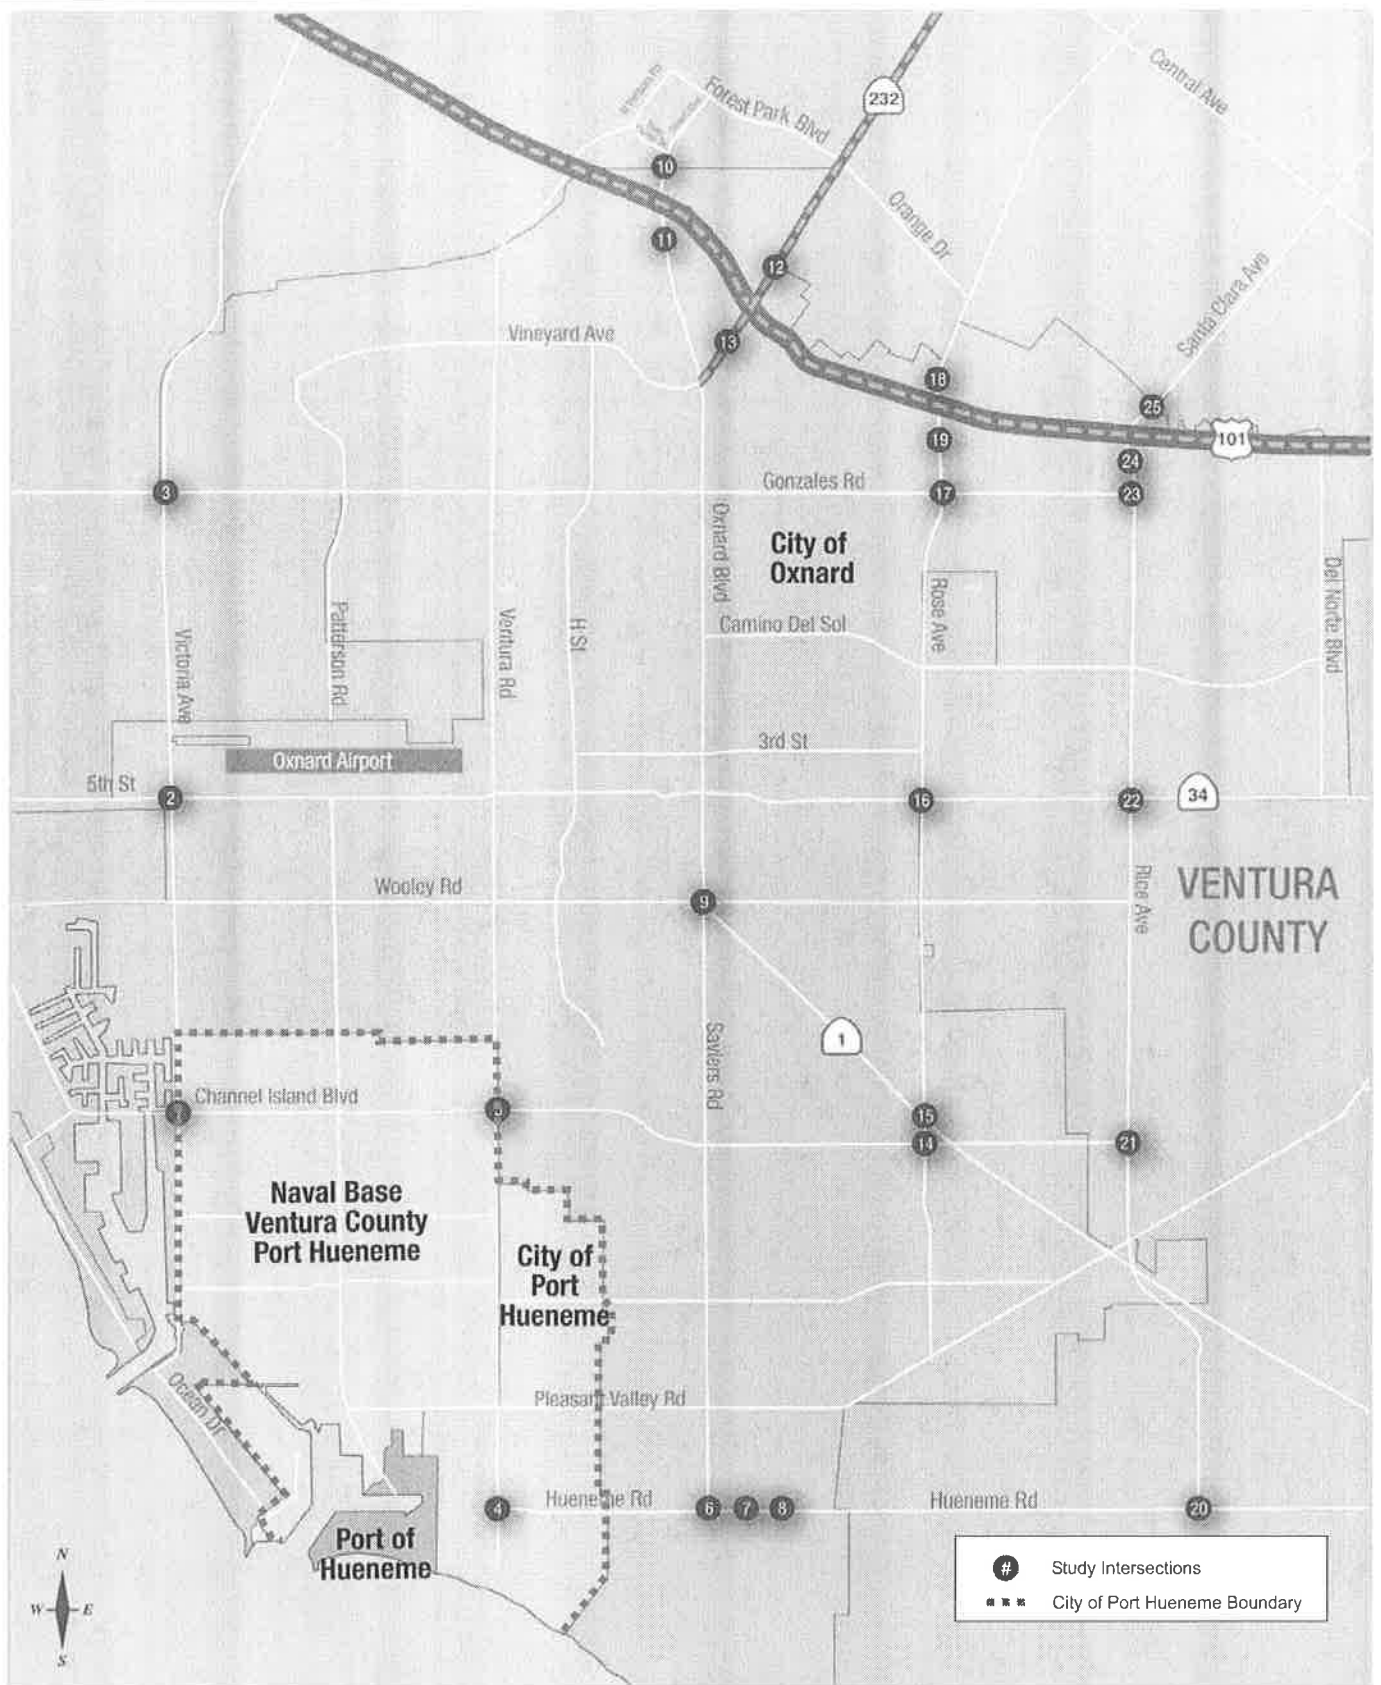 Central Ave
232
Forest Park Blvd
10
Orange Dr
11
12
Santa Clara Ave
Vineyard Ave
13
18
25
101
19
24
3
Gonzales Rd
17
23
Oxnard Blvd
City of
Oxnard
Del Norte Blvd
Rose Ave
Patterson Rd
Ventura Rd
H St
Camino Del Sol
Victoria Ave
3rd St
Oxnard Airport
5th St
2
16
22
34
Wooley Rd
9
Rice Ave
VENTURA
COUNTY
1
Saviers Rd
Channel Island Blvd
1
5
15
14
21
Naval Base
Ventura County
Port Hueneme
City of
Port
Hueneme
Ocean Dr
Pleasant Valley Rd
4
Hueneme Rd
6
7
8
Hueneme Rd
20
Port of
Hueneme
N
W
E
S
# Study Intersections
City of Port Hueneme Boundary